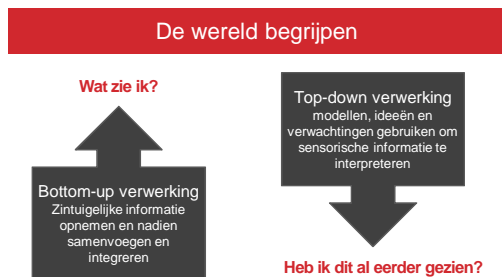 De wereld begrijpen
Wat zie ik?
Bottom-up verwerking
Zintuigelijke informatie
opnemen en nadien
samenvoegen en
integreren
Top-down verwerking
modellen, ideeën en
verwachtingen gebruiken om
sensorische informatie te
interpreteren
Heb ik dit al eerder gezien?